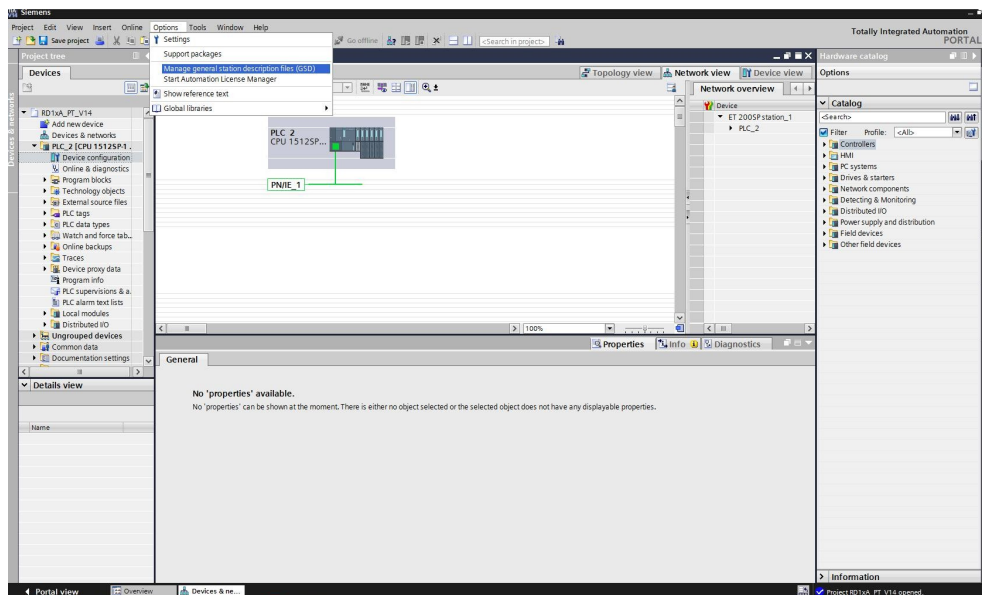 Siemens
Project Edit View Insert Online Options Tools Window Help
Totally Integrated Automation
PORTAL
Save project
Go offline
<Search in project>
Settings
Support packages
Manage general station description files (GSD)
Start Automation License Manager
Show reference text
Global libraries
Project tree
Devices
Devices & networks
RD1xA_PT_V14
Add new device
Devices & networks
PLC_2 [CPU 1512SP-1 .
Device configuration
Online & diagnostics
Program blocks
Technology objects
External source files
PLC tags
PLC data types
Watch and force tab..
Online backups
Traces
Device proxy data
Program info
PLC supervisions & a.
PLC alarm text lists
Local modules
Distributed I/O
Ungrouped devices
Common data
Documentation settings
Details view
Name
Topology view Network view Device view
PLC_2
CPU 1512SP...
PN/IE_1
100%
Network overview
Device
ET 200SP station_1
PLC_2
Properties Info Diagnostics
General
No 'properties' available.
No 'properties' can be shown at the moment. There is either no object selected or the selected object does not have any displayable properties.
Hardware catalog
Options
Catalog
<Search>
Filter Profile: <All>
Controllers
HMI
PC systems
Drives & starters
Network components
Detecting & Monitoring
Distributed I/O
Power supply and distribution
Field devices
Other field devices
Information
Portal view Overview Devices & ne...
Project RD1xA_PT_V14 opened.